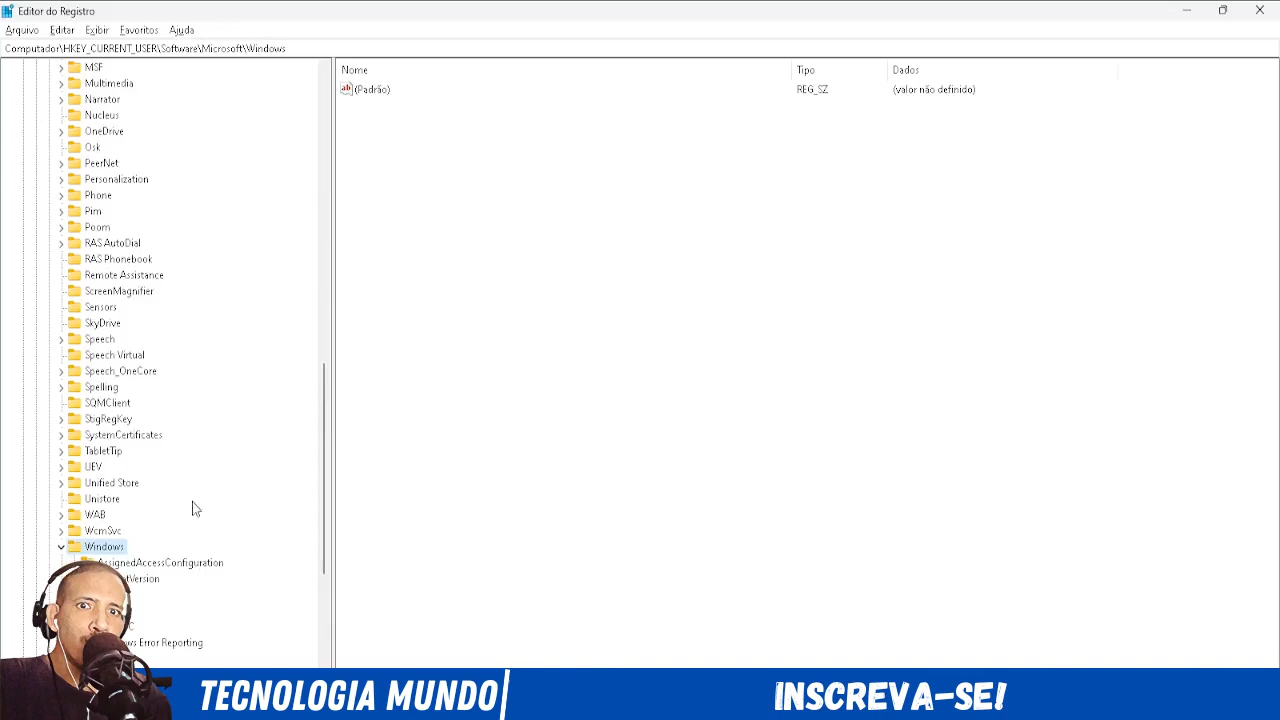 Editor do Registro
Arquivo Editar Exibir Favoritos Ajuda
Computador\HKEY_CURRENT_USER\Software\Microsoft\Windows
MSF
Multimedia
Narrator
Nucleus
OneDrive
Osk
PeerNet
Personalization
Phone
Pim
Poom
RAS AutoDial
RAS Phonebook
Remote Assistance
ScreenMagnifier
Sensors
SkyDrive
Speech
Speech Virtual
Speech_OneCore
Spelling
SQMClient
StigRegKey
SystemCertificates
TabletTip
UEV
Unified Store
Unistore
WAB
WcmSvc
Windows
AssignedAccessConfiguration
Error Reporting
Nome Tipo Dados
(Padrão) REG_SZ (valor não definido)
TECNOLOGIA MUNDO
INSCREVA-SE!